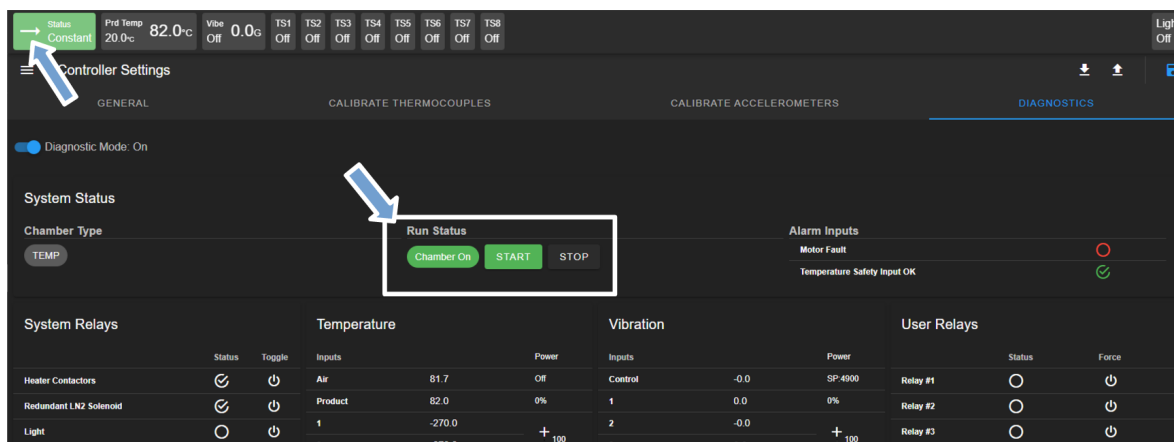 Status Constant
Prd Temp 20.0°C 82.0°C
Vibe Off 0.0G
TS1 Off
TS2 Off
TS3 Off
TS4 Off
TS5 Off
TS6 Off
TS7 Off
TS8 Off
Off
Controller Settings
GENERAL CALIBRATE THERMOCOUPLES CALIBRATE ACCELEROMETERS DIAGNOSTICS
Diagnostic Mode: On
System Status
Chamber Type Run Status Alarm Inputs
TEMP Chamber On START STOP
Motor Fault
Temperature Safety Input OK
System Relays Temperature Vibration User Relays
Status Toggle Inputs Power Inputs Power Status Force
Heater Contactors Air 81.7 Off Control -0.0 SP:4900 Relay #1
Redundant LN2 Solenoid Product 82.0 0% 1 0.0 0% Relay #2
Light 1 -270.0 +100 2 -0.0 +100 Relay #3